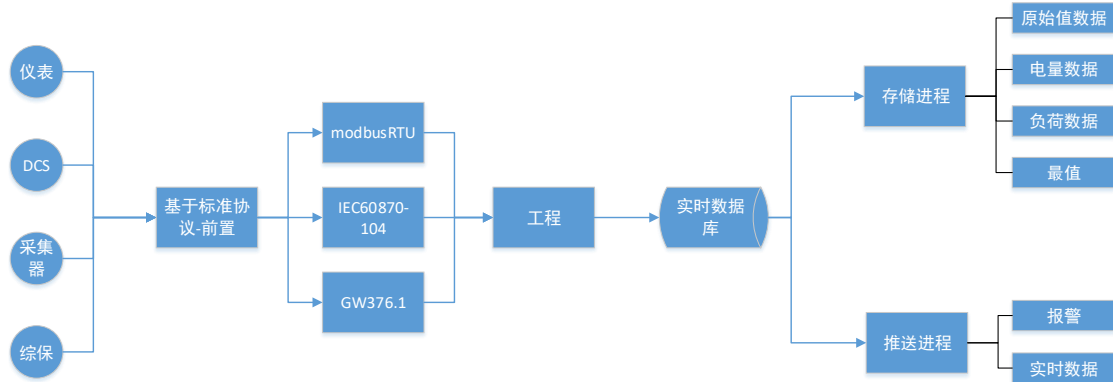 仪表
DCS
采集
器
综保
基于标准协
议-前置
modbusRTU
IEC60870-
104
GW376.1
工程
实时数据
库
存储进程
原始值数据
电量数据
负荷数据
最值
推送进程
报警
实时数据